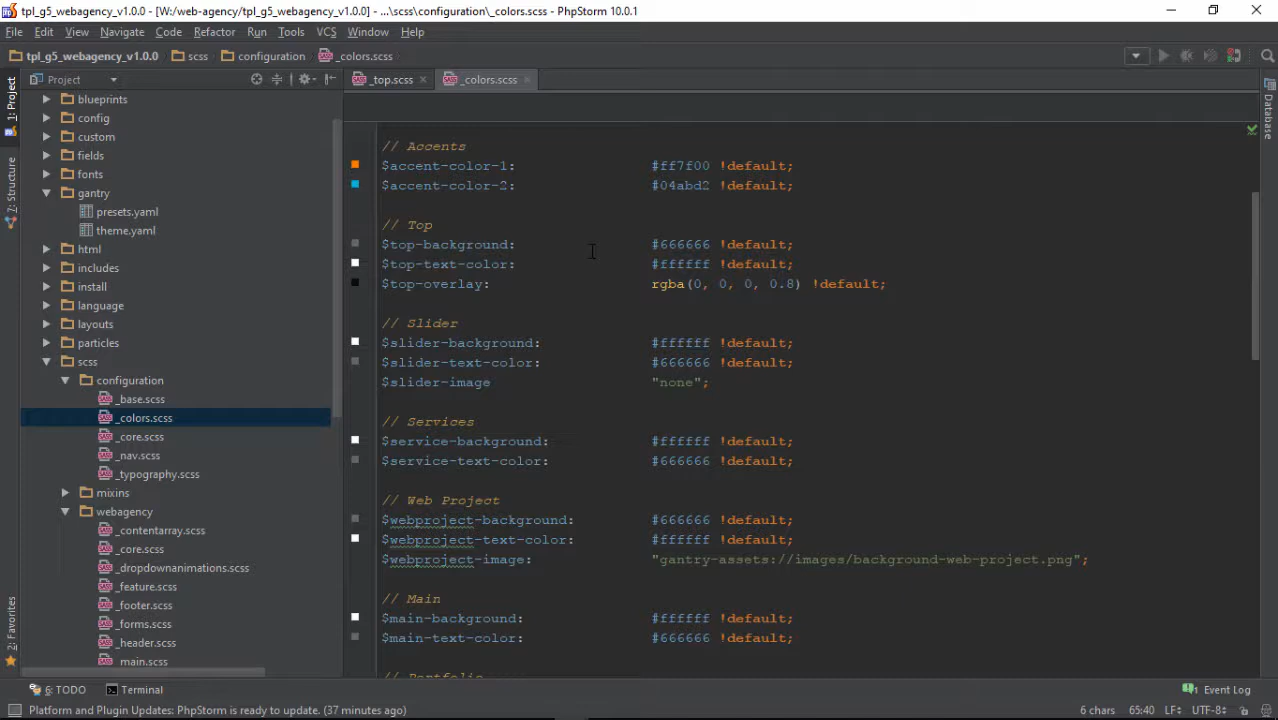 tpl_g5_webagency_v1.0.0 - [W:/web-agency/tpl_g5_webagency_v1.0.0] - ...\scss\configuration\_colors.scss - PhpStorm 10.0.1
File Edit View Navigate Code Refactor Run Tools VCS Window Help
tpl_g5_webagency_v1.0.0 scss configuration _colors.scss
1: Project
7: Structure
2: Favorites
Project
blueprints
config
custom
fields
fonts
gantry
presets.yaml
theme.yaml
html
includes
install
language
layouts
particles
scss
configuration
_base.scss
_colors.scss
_core.scss
_nav.scss
_typography.scss
mixins
webagency
_contentarray.scss
_core.scss
_dropdownanimations.scss
_feature.scss
_footer.scss
_forms.scss
_header.scss
main.scss
_top.scss _colors.scss
// Accents
$accent-color-1: #ff7f00 !default;
$accent-color-2: #04abd2 !default;
// Top
$top-background: #666666 !default;
$top-text-color: #ffffff !default;
$top-overlay: rgba(0, 0, 0, 0.8) !default;
// Slider
$slider-background: #ffffff !default;
$slider-text-color: #666666 !default;
$slider-image "none";
// Services
$service-background: #ffffff !default;
$service-text-color: #666666 !default;
// Web Project
$webproject-background: #666666 !default;
$webproject-text-color: #ffffff !default;
$webproject-image: "gantry-assets://images/background-web-project.png";
// Main
$main-background: #ffffff !default;
$main-text-color: #666666 !default;
// Portfolio
Database
6: TODO Terminal Event Log
Platform and Plugin Updates: PhpStorm is ready to update. (37 minutes ago) 6 chars 65:40 LF UTF-8